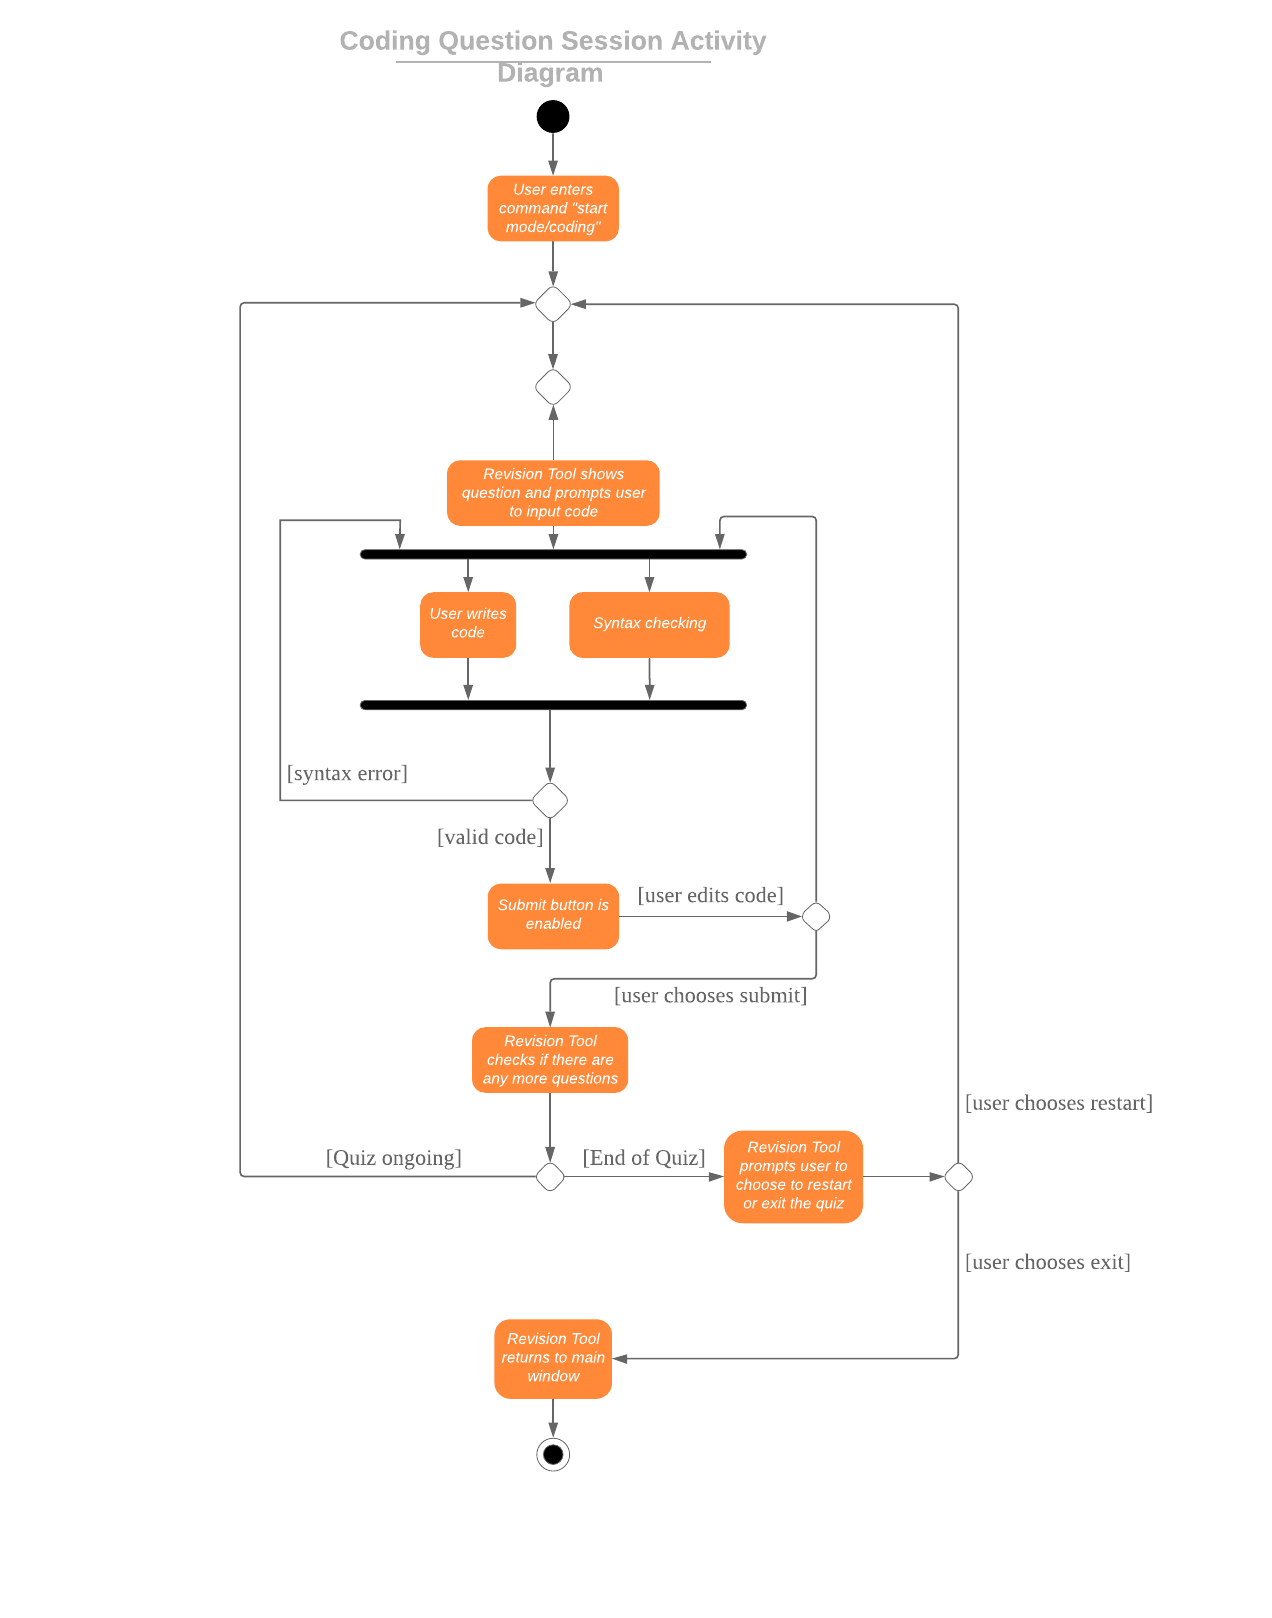 Coding Question Session Activity
Diagram
User enters
command "start
mode/coding"
Revision Tool shows
question and prompts user
to input code
User writes
code
Syntax checking
[syntax error]
[valid code]
Submit button is
enabled
[user edits code]
[user chooses submit]
Revision Tool
checks if there are
any more questions
[user chooses restart]
[Quiz ongoing]
[End of Quiz]
Revision Tool
prompts user to
choose to restart
or exit the quiz
[user chooses exit]
Revision Tool
returns to main
window